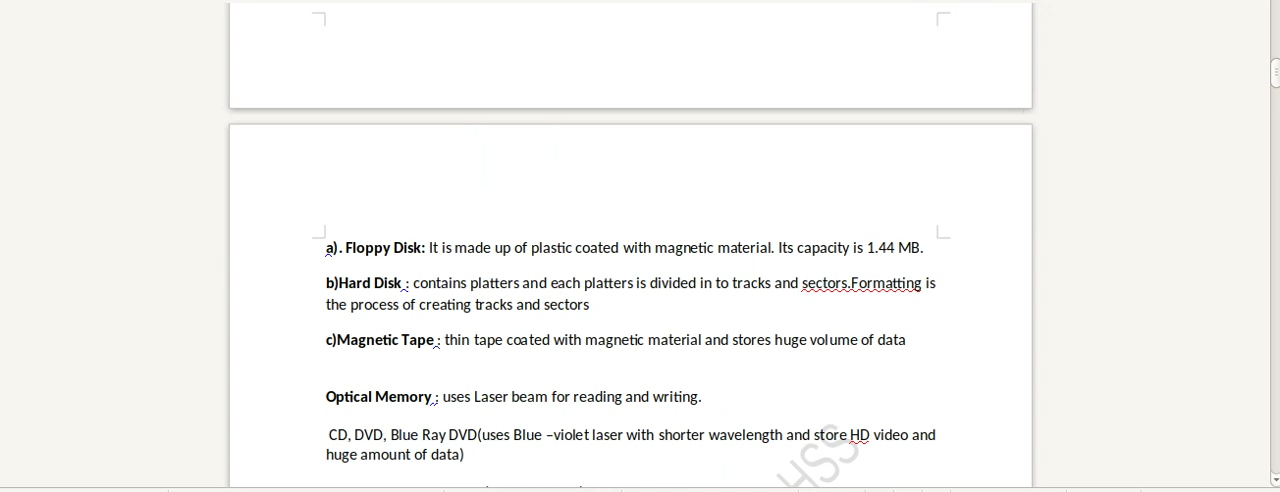 a). Floppy Disk: It is made up of plastic coated with magnetic material. Its capacity is 1.44 MB.
b)Hard Disk : contains platters and each platters is divided in to tracks and sectors.Formatting is
the process of creating tracks and sectors
c)Magnetic Tape : thin tape coated with magnetic material and stores huge volume of data
Optical Memory : uses Laser beam for reading and writing.
CD, DVD, Blue Ray DVD(uses Blue –violet laser with shorter wavelength and store HD video and
huge amount of data)
HSS